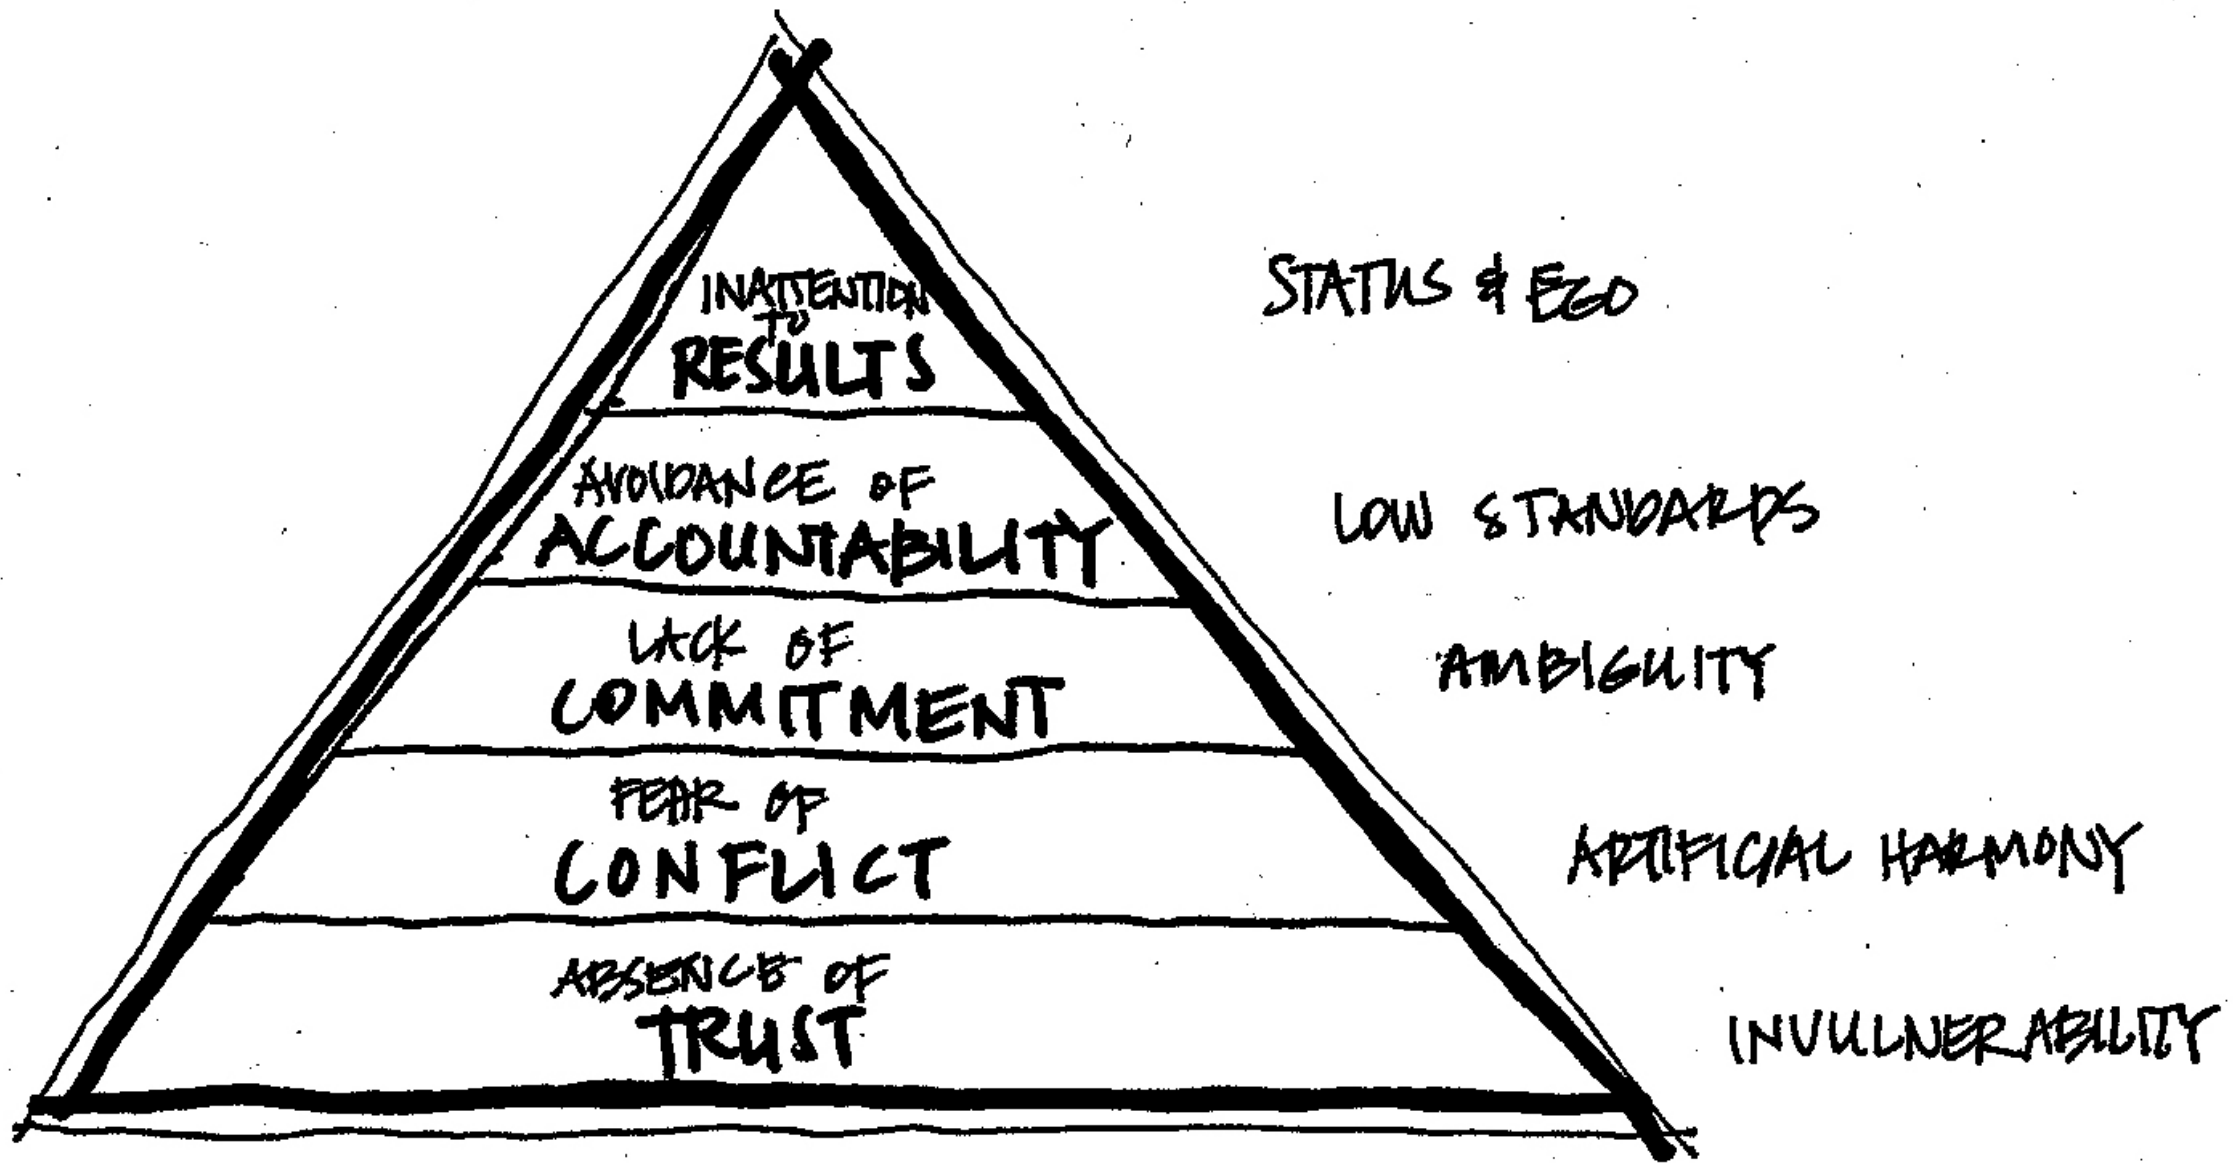 INATTENTION
TO
RESULTS
STATUS & EGO
AVOIDANCE OF
ACCOUNTABILITY
LOW STANDARDS
LACK OF
COMMITMENT
AMBIGUITY
FEAR OF
CONFLICT
ARTIFICIAL HARMONY
ABSENCE OF
TRUST
INVULNERABILITY